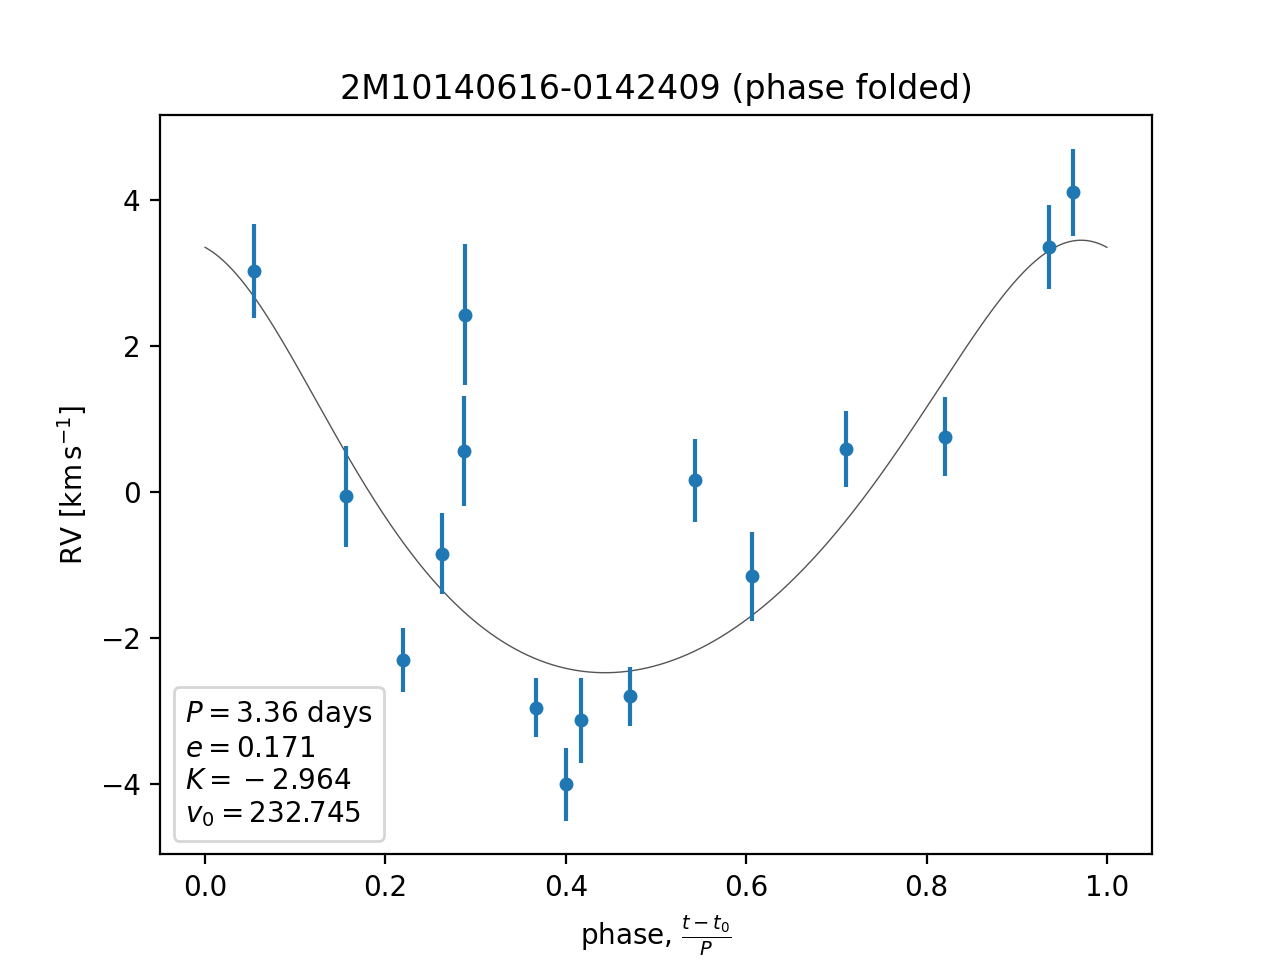 2M10140616-0142409 (phase folded)
RV [km s⁻¹]
4
2
0
−2
−4
P = 3.36 days
e = 0.171
K = − 2.964
v₀ = 232.745
0.0 0.2 0.4 0.6 0.8 1.0
phase, (t − t₀)/P